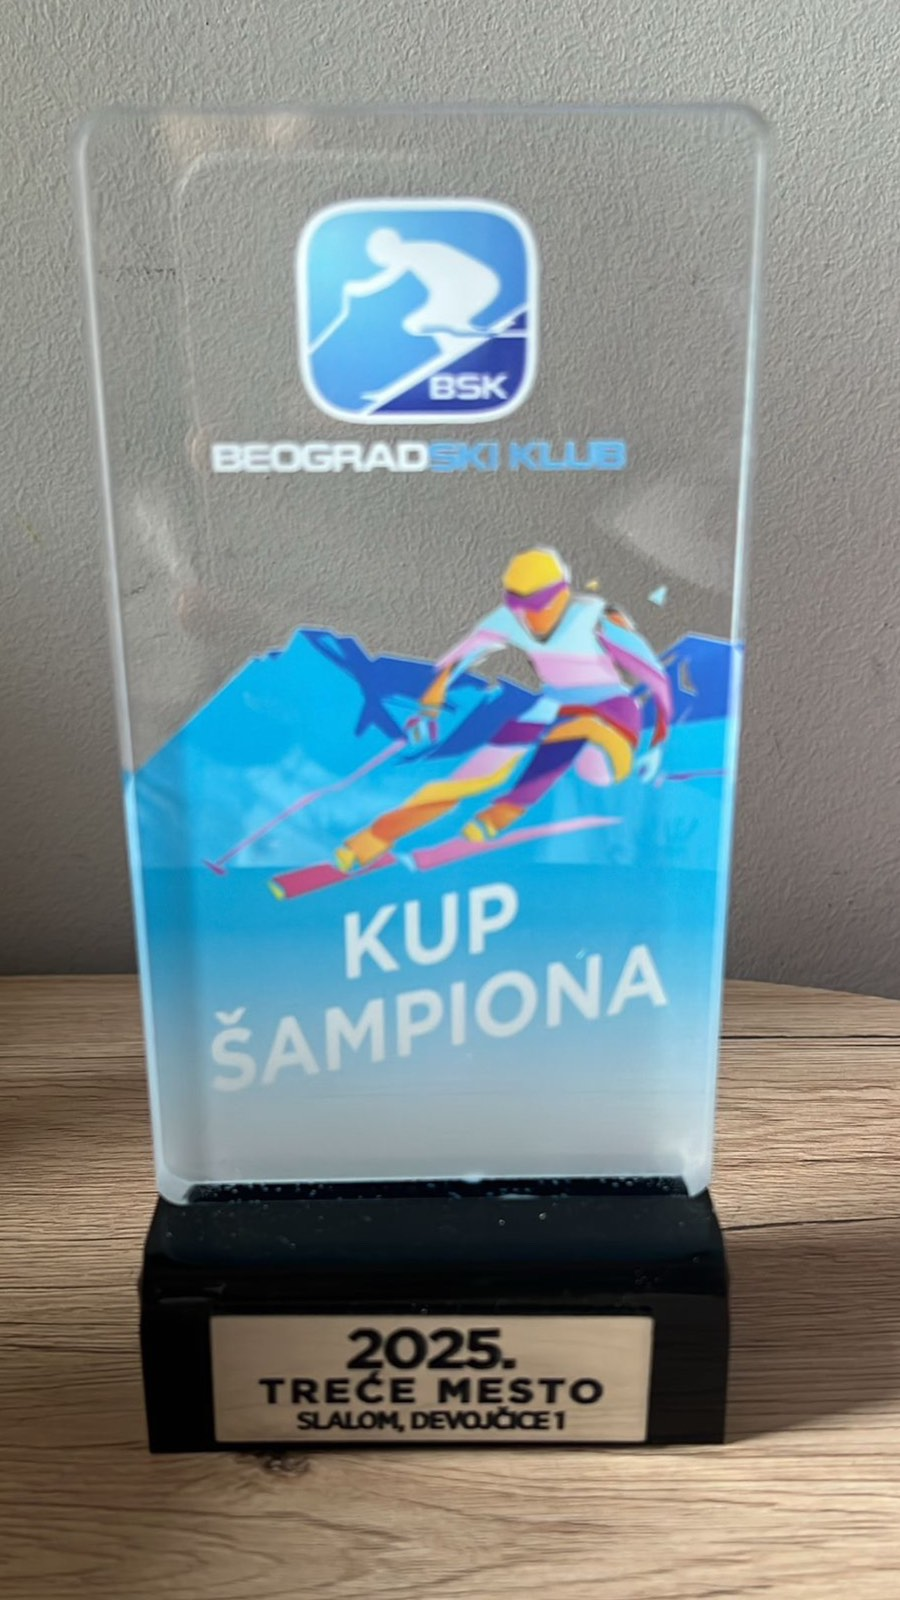 BSK
BEOGRADSKI KLUB
KUP
ŠAMPIONA
2025.
TREĆE MESTO
SLALOM, DEVOJČICE 1